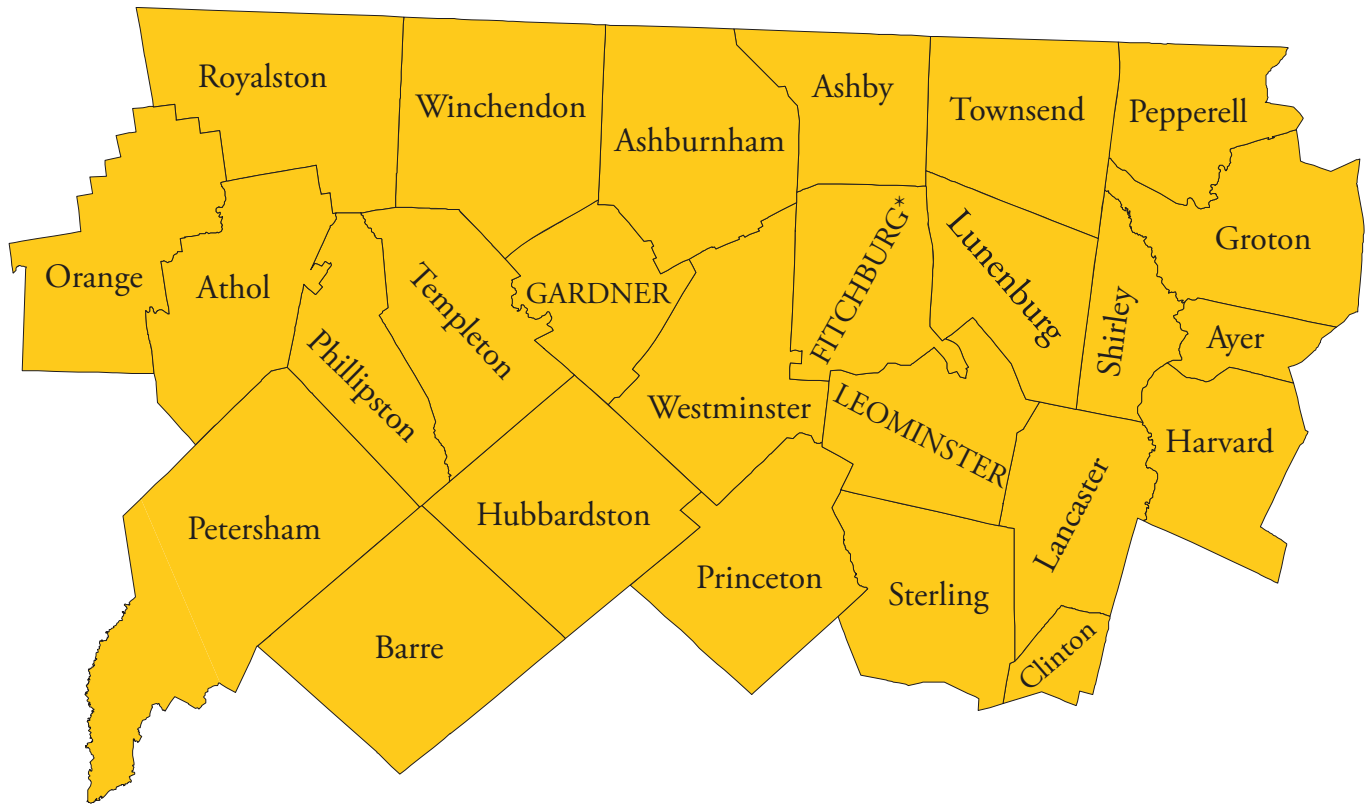 Royalston
Winchendon
Ashburnham
Ashby
Townsend
Pepperell
Orange
Athol
Phillipston
Templeton
GARDNER
Westminster
FITCHBURG*
Lunenburg
Shirley
Groton
Ayer
Harvard
LEOMINSTER
Lancaster
Petersham
Hubbardston
Princeton
Sterling
Clinton
Barre